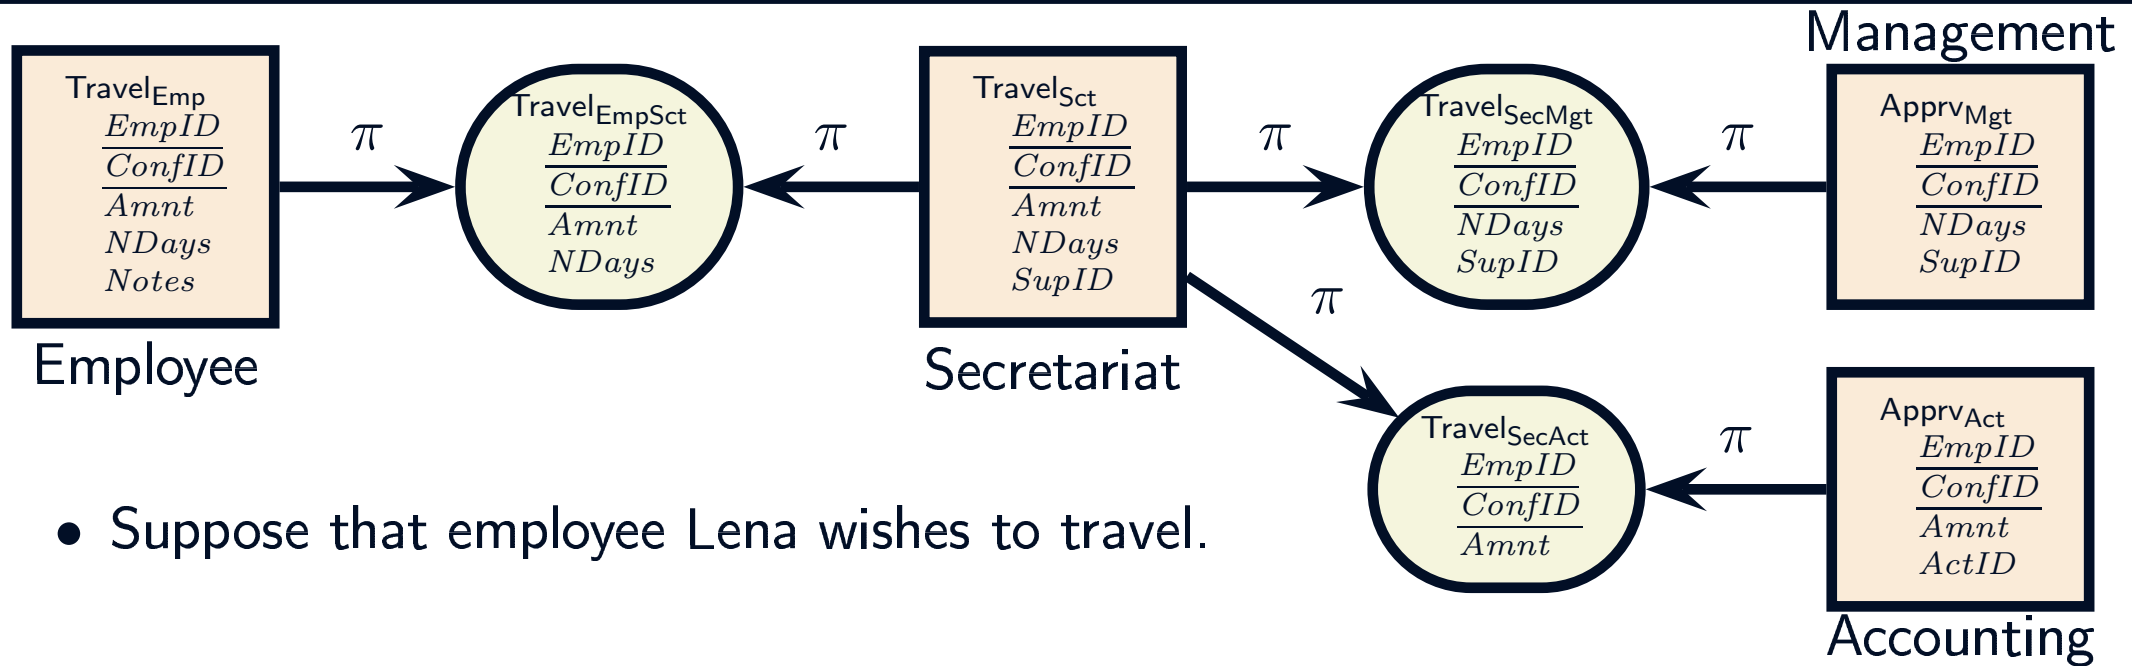 Management
Travel_Emp
EmpID
ConfID
Amnt
NDays
Notes
Employee
π
Travel_EmpSct
EmpID
ConfID
Amnt
NDays
π
Travel_Sct
EmpID
ConfID
Amnt
NDays
SupID
Secretariat
π
Travel_SecMgt
EmpID
ConfID
NDays
SupID
π
Apprv_Mgt
EmpID
ConfID
NDays
SupID
π
Travel_SecAct
EmpID
ConfID
Amnt
π
Apprv_Act
EmpID
ConfID
Amnt
ActID
Accounting
• Suppose that employee Lena wishes to travel.